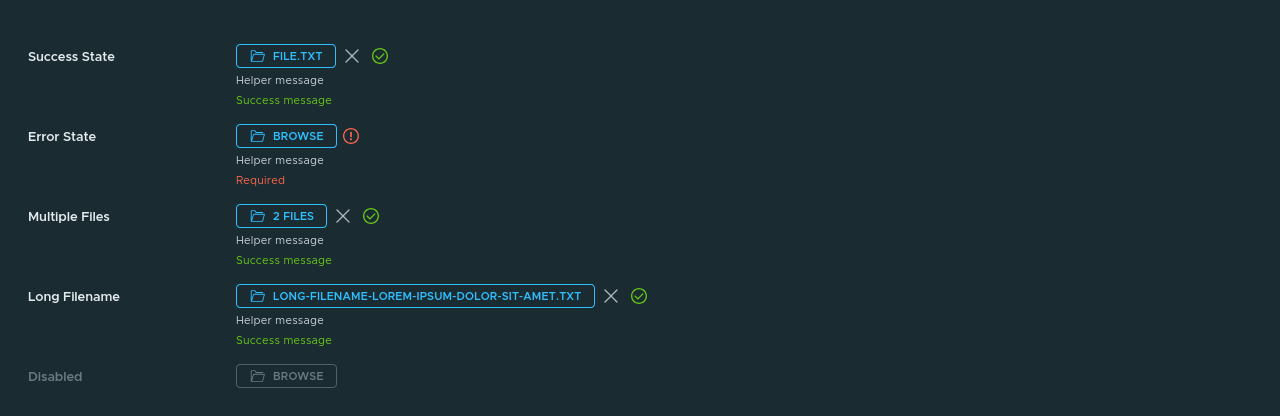 Success State
FILE.TXT
Helper message
Success message
Error State
BROWSE
Helper message
Required
Multiple Files
2 FILES
Helper message
Success message
Long Filename
LONG-FILENAME-LOREM-IPSUM-DOLOR-SIT-AMET.TXT
Helper message
Success message
Disabled
BROWSE